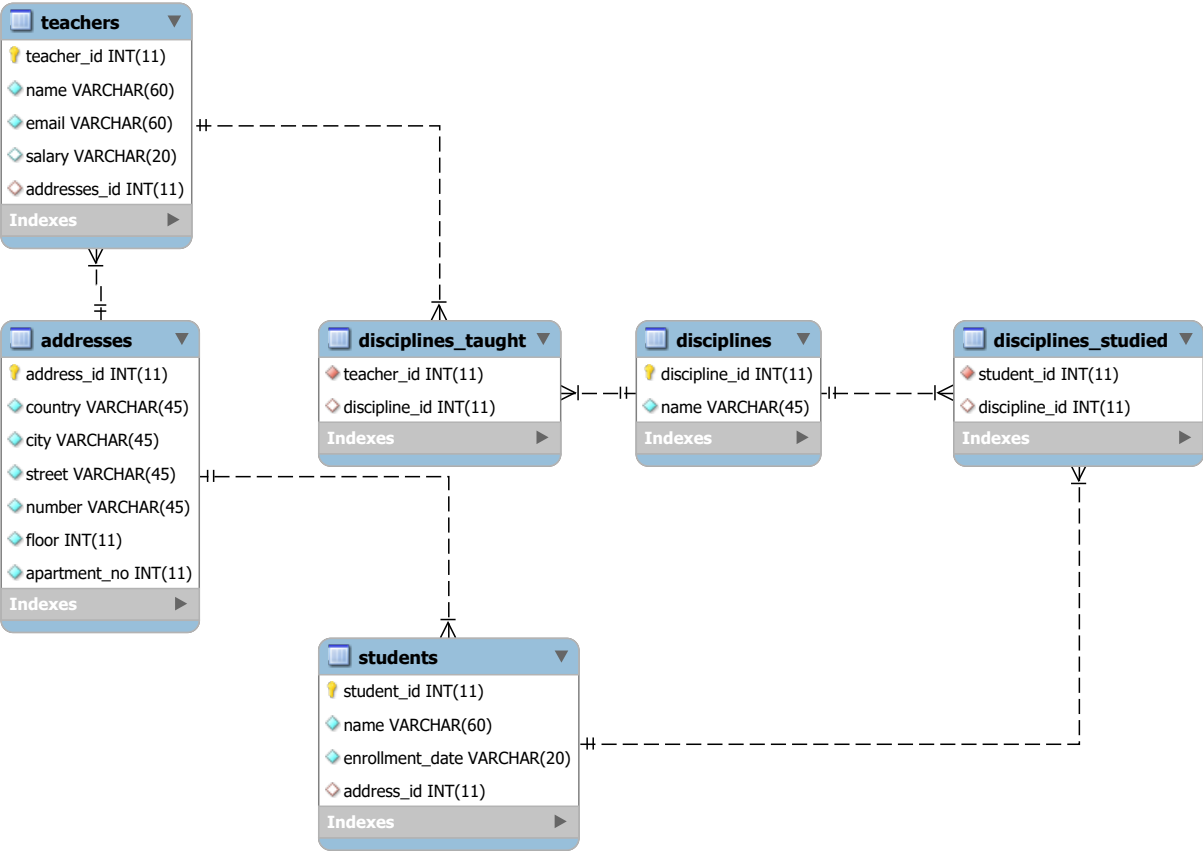 teachers
teacher_id INT(11)
name VARCHAR(60)
email VARCHAR(60)
salary VARCHAR(20)
addresses_id INT(11)
Indexes
addresses
address_id INT(11)
country VARCHAR(45)
city VARCHAR(45)
street VARCHAR(45)
number VARCHAR(45)
floor INT(11)
apartment_no INT(11)
Indexes
disciplines_taught
teacher_id INT(11)
discipline_id INT(11)
Indexes
disciplines
discipline_id INT(11)
name VARCHAR(45)
Indexes
disciplines_studied
student_id INT(11)
discipline_id INT(11)
Indexes
students
student_id INT(11)
name VARCHAR(60)
enrollment_date VARCHAR(20)
address_id INT(11)
Indexes